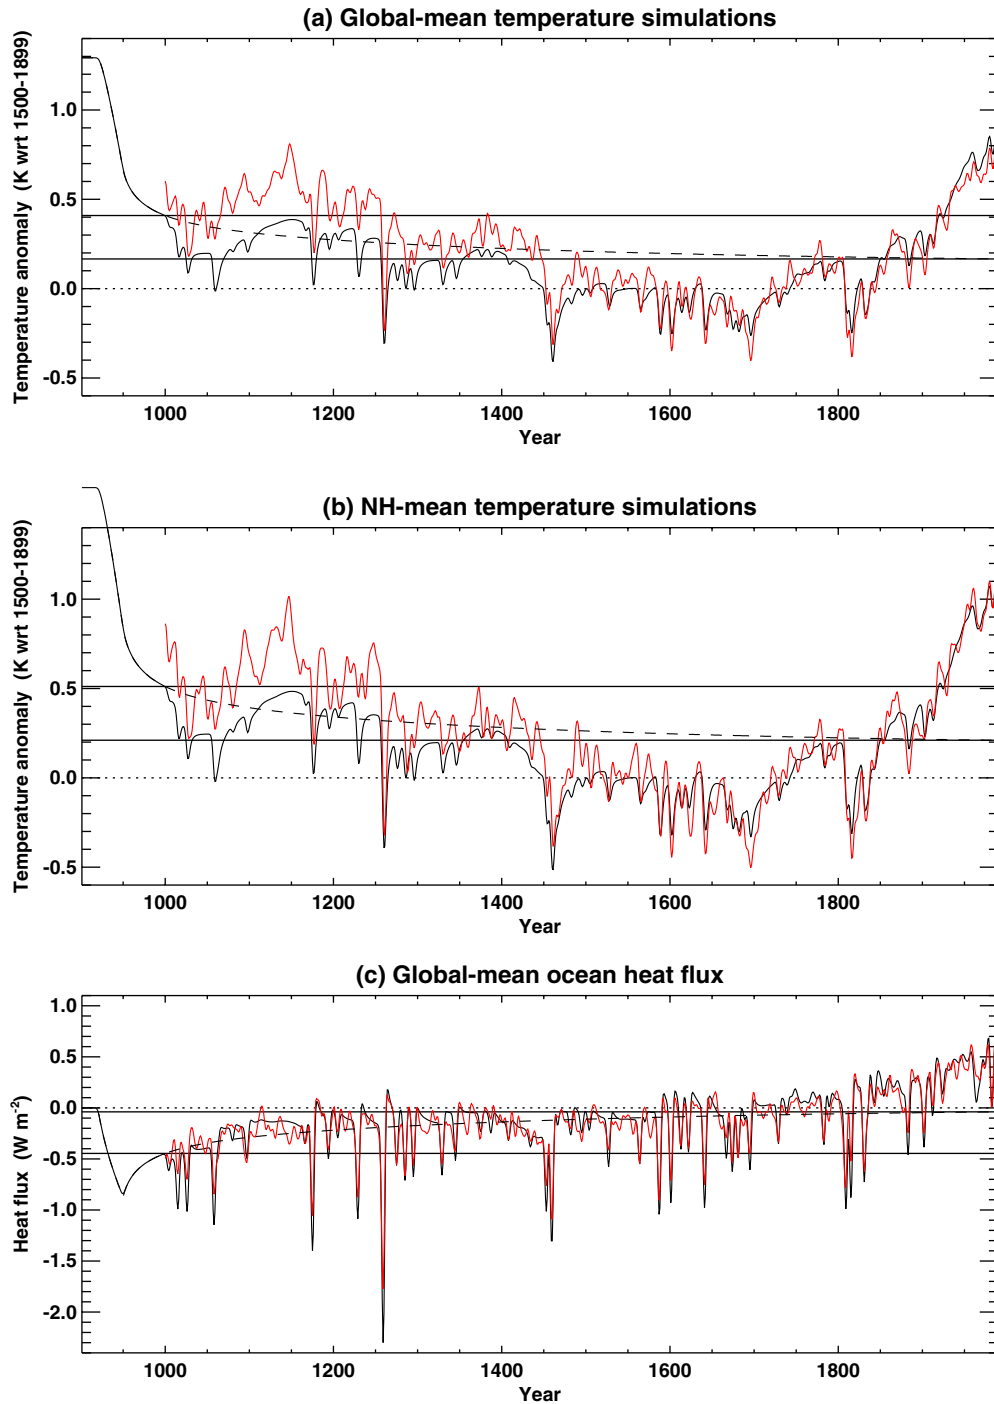 (a) Global-mean temperature simulations
Temperature anomaly (K wrt 1500-1899)
1.0
0.5
0.0
-0.5
1000 1200 1400 1600 1800
Year
(b) NH-mean temperature simulations
Temperature anomaly (K wrt 1500-1899)
1.0
0.5
0.0
-0.5
1000 1200 1400 1600 1800
Year
(c) Global-mean ocean heat flux
Heat flux (W m⁻²)
1.0
0.5
0.0
-0.5
-1.0
-1.5
-2.0
1000 1200 1400 1600 1800
Year